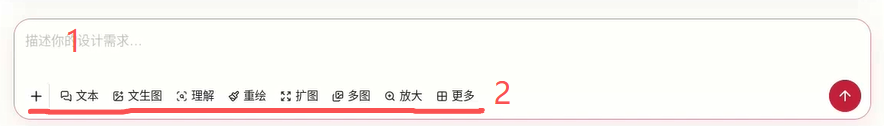 1
描述你的设计需求...
文本 文生图 理解 重绘 扩图 多图 放大 更多 2